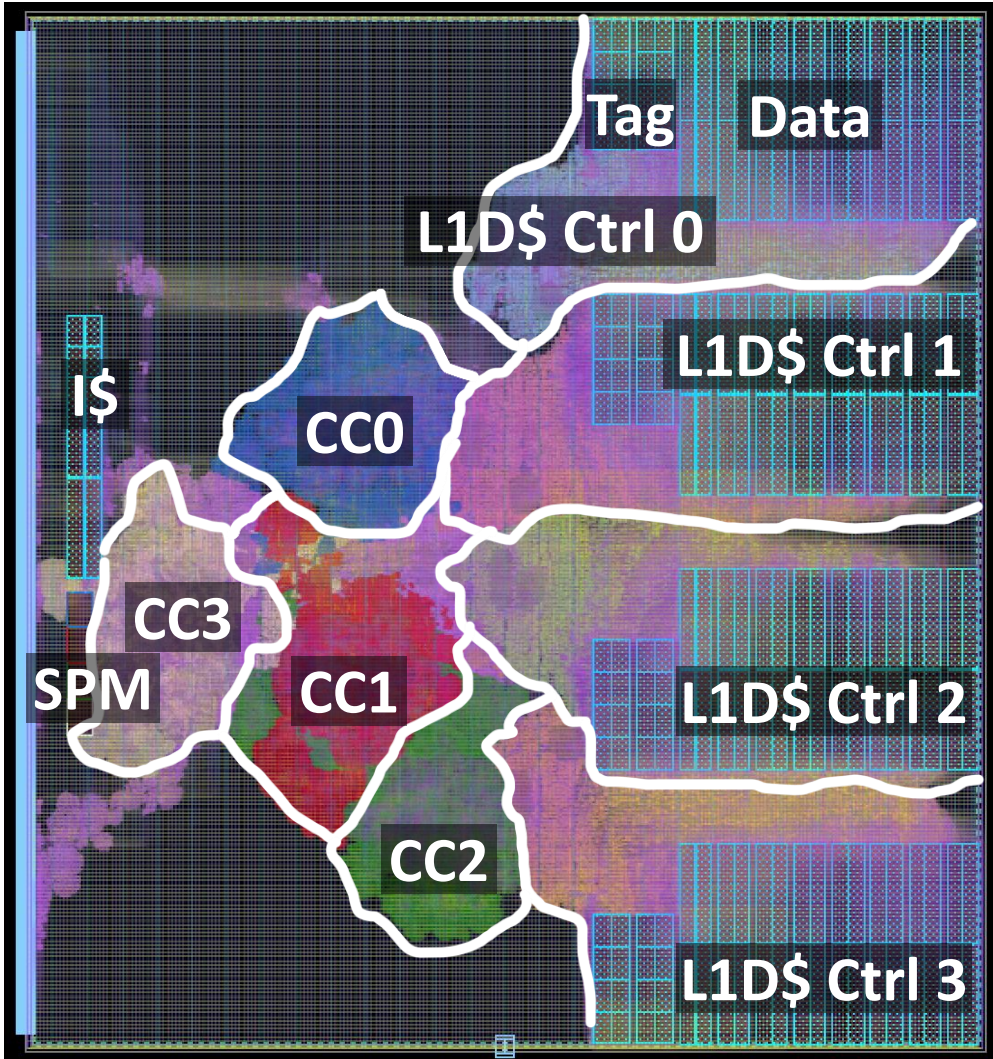 Tag
Data
L1D$ Ctrl 0
L1D$ Ctrl 1
I$
CC0
CC3
SPM
CC1
L1D$ Ctrl 2
CC2
L1D$ Ctrl 3